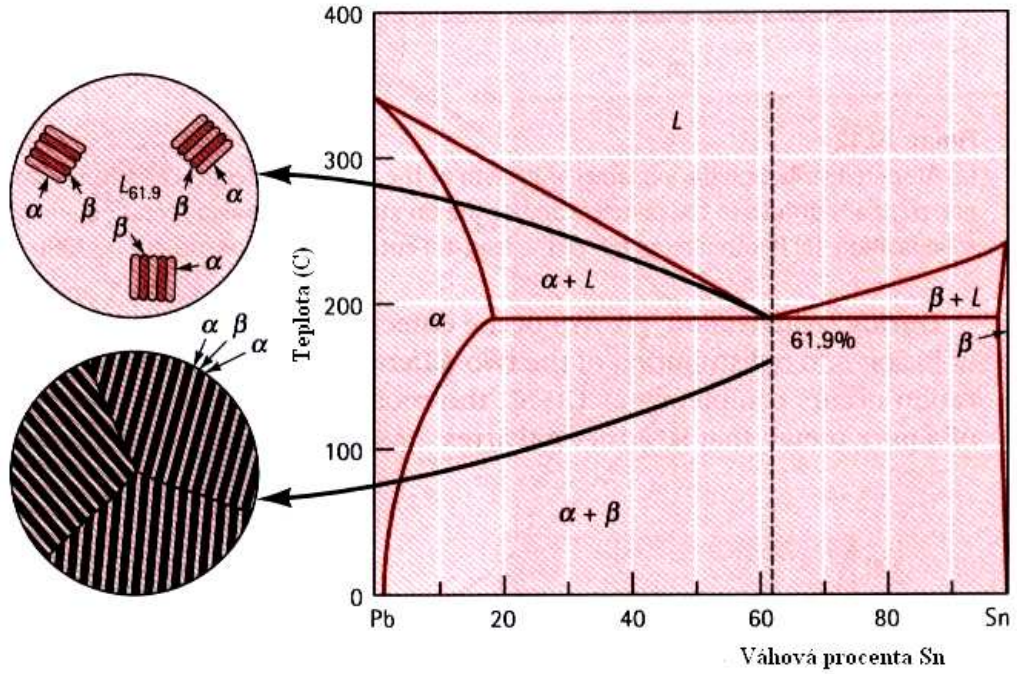 α
β
L61.9
β
α
β
α
α β
α
Teplota (C)
400
300
200
100
0
L
α + L
α
β + L
61.9%
β
α + β
Pb
20
40
60
80
Sn
Váhová procenta Sn